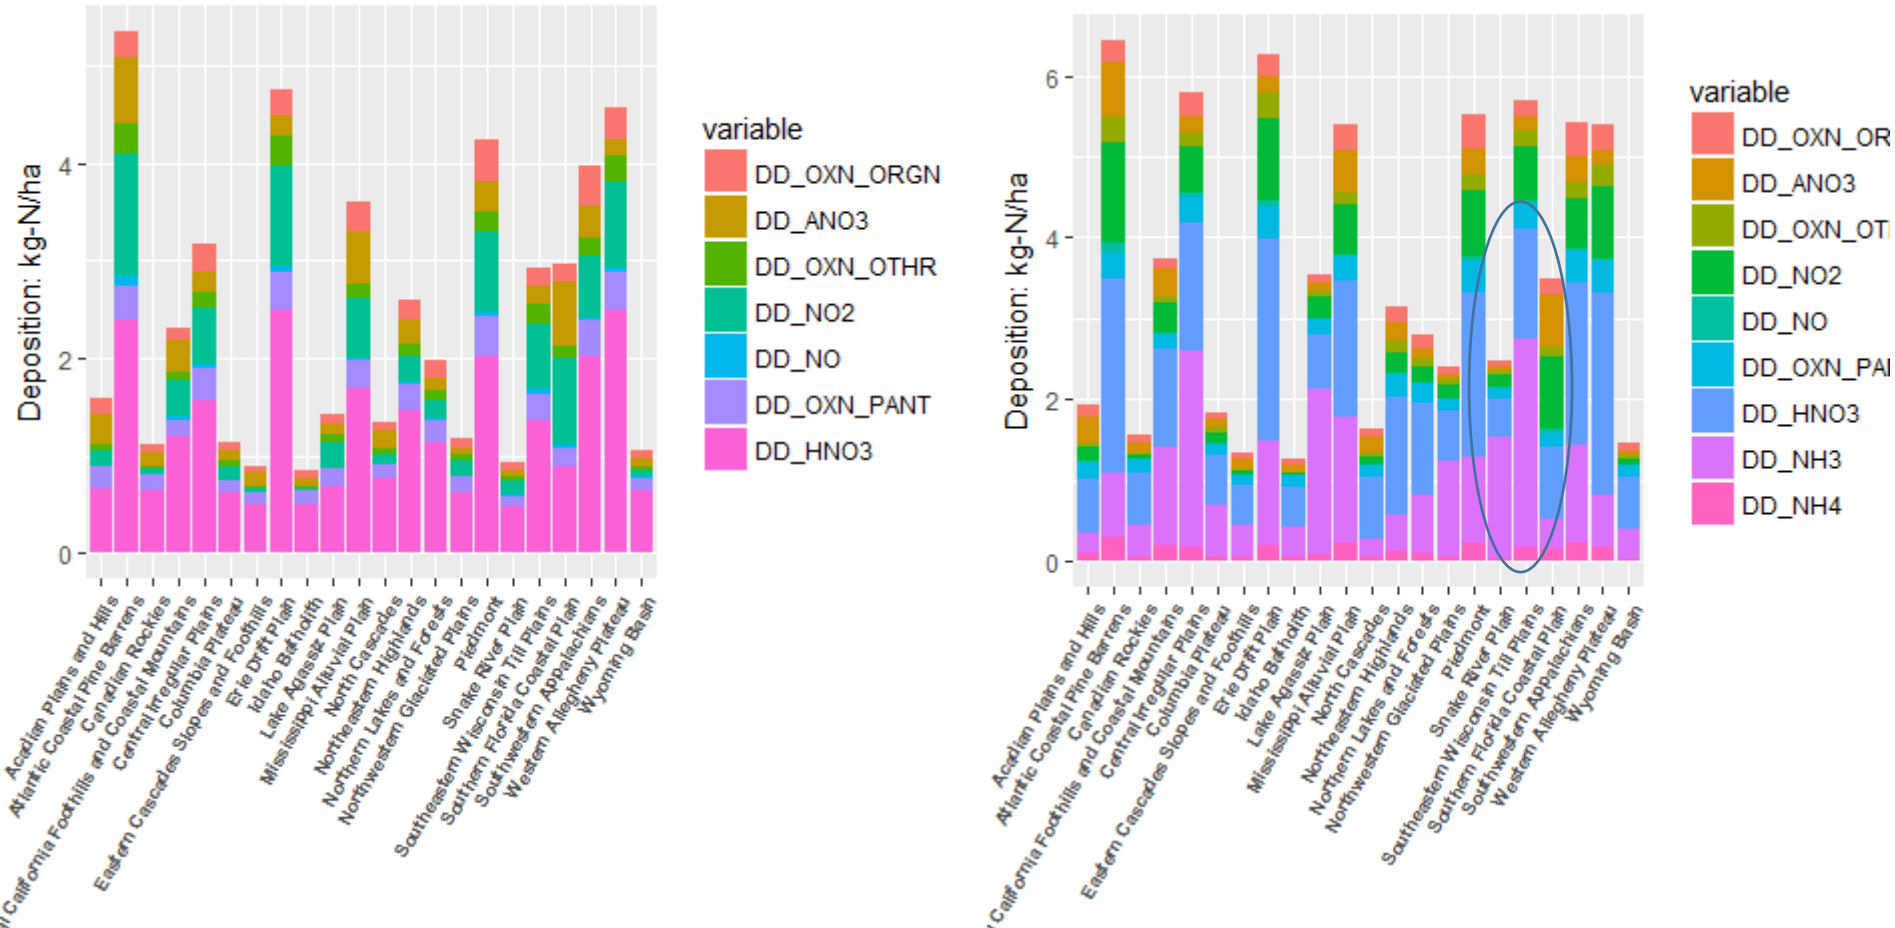 Deposition: kg-N/ha
4
2
0
Acadian Plains and Hills
Atlantic Coastal Pine Barrens
Canadian Rockies
California Foothills and Coastal Mountains
Central Irregular Plains
Columbia Plateau
Eastern Cascades Slopes and Foothills
Erie Drift Plain
Idaho Batholith
Lake Agassiz Plain
Mississippi Alluvial Plain
North Cascades
Northeastern Highlands
Northern Lakes and Forests
Northwestern Glaciated Plains
Piedmont
Snake River Plain
Southeastern Wisconsin Till Plains
Southern Florida Coastal Plain
Southwestern Appalachians
Western Allegheny Plateau
Wyoming Basin
variable
DD_OXN_ORGN
DD_ANO3
DD_OXN_OTHR
DD_NO2
DD_NO
DD_OXN_PANT
DD_HNO3
Deposition: kg-N/ha
6
4
2
0
Acadian Plains and Hills
Atlantic Coastal Pine Barrens
Canadian Rockies
California Foothills and Coastal Mountains
Central Irregular Plains
Columbia Plateau
Eastern Cascades Slopes and Foothills
Erie Drift Plain
Idaho Batholith
Lake Agassiz Plain
Mississippi Alluvial Plain
North Cascades
Northeastern Highlands
Northern Lakes and Forests
Northwestern Glaciated Plains
Piedmont
Snake River Plain
Southeastern Wisconsin Till Plains
Southern Florida Coastal Plain
Southwestern Appalachians
Western Allegheny Plateau
Wyoming Basin
variable
DD_OXN_OR
DD_ANO3
DD_OXN_OT
DD_NO2
DD_NO
DD_OXN_PA
DD_HNO3
DD_NH3
DD_NH4